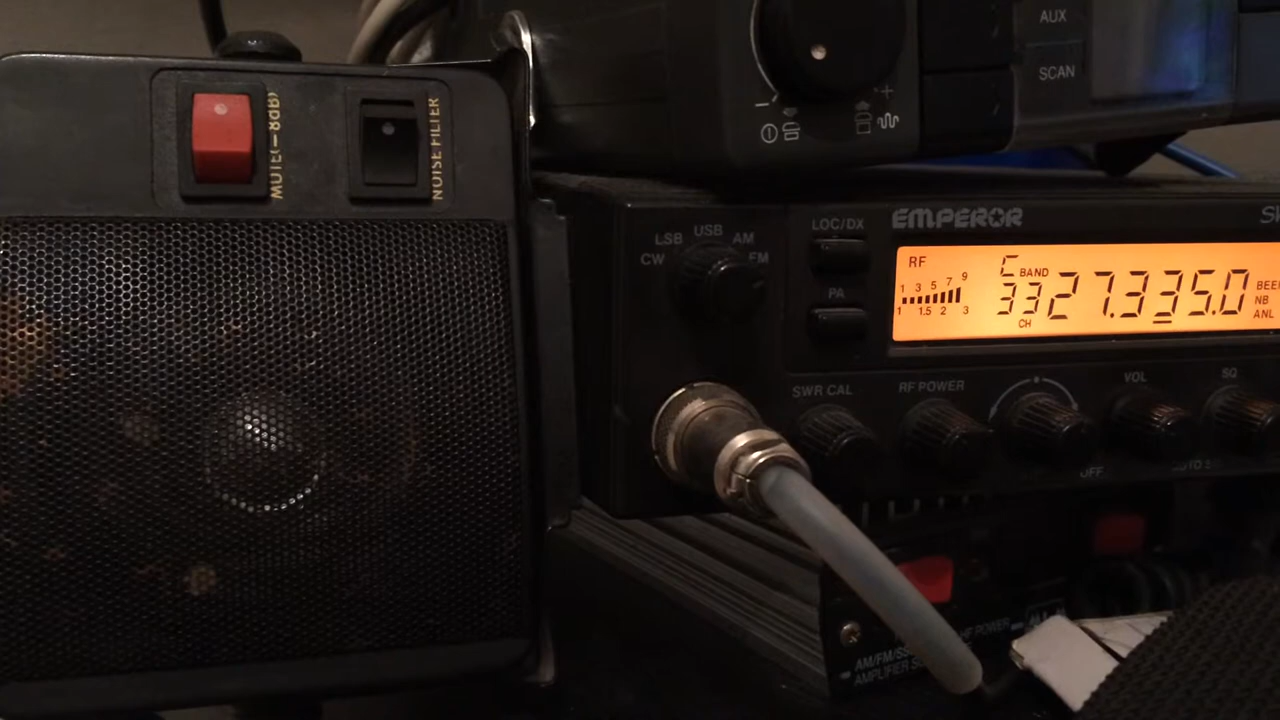 AUX
SCAN
MUTE(–8dB)
NOISE FILTER
EMPEROR
LOC/DX
PA
CW LSB USB AM FM
RF
1 3 5 7 9
1 1.5 2 3
C BAND
33 27.335.0
CH
BEEP
NB
ANL
SWR CAL
RF POWER
VOL
SQ
OFF
POWER
AM/FM/SSB
AMPLIFIER